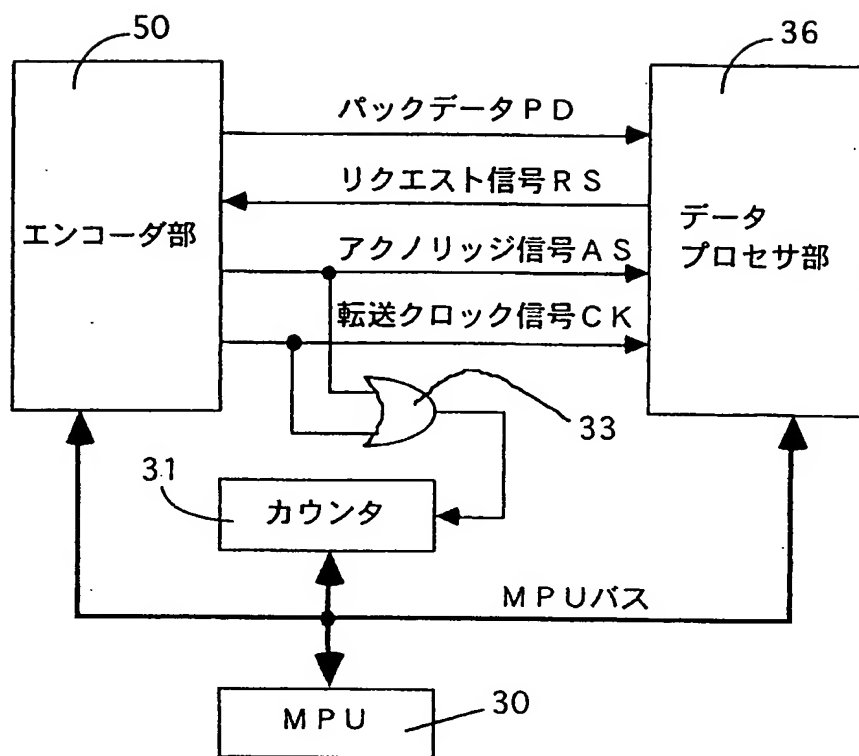 50
36
パックデータPD
リクエスト信号RS
エンコーダ部
データ
プロセサ部
アクノリッジ信号AS
転送クロック信号CK
33
31
カウンタ
MPUバス
MPU
30